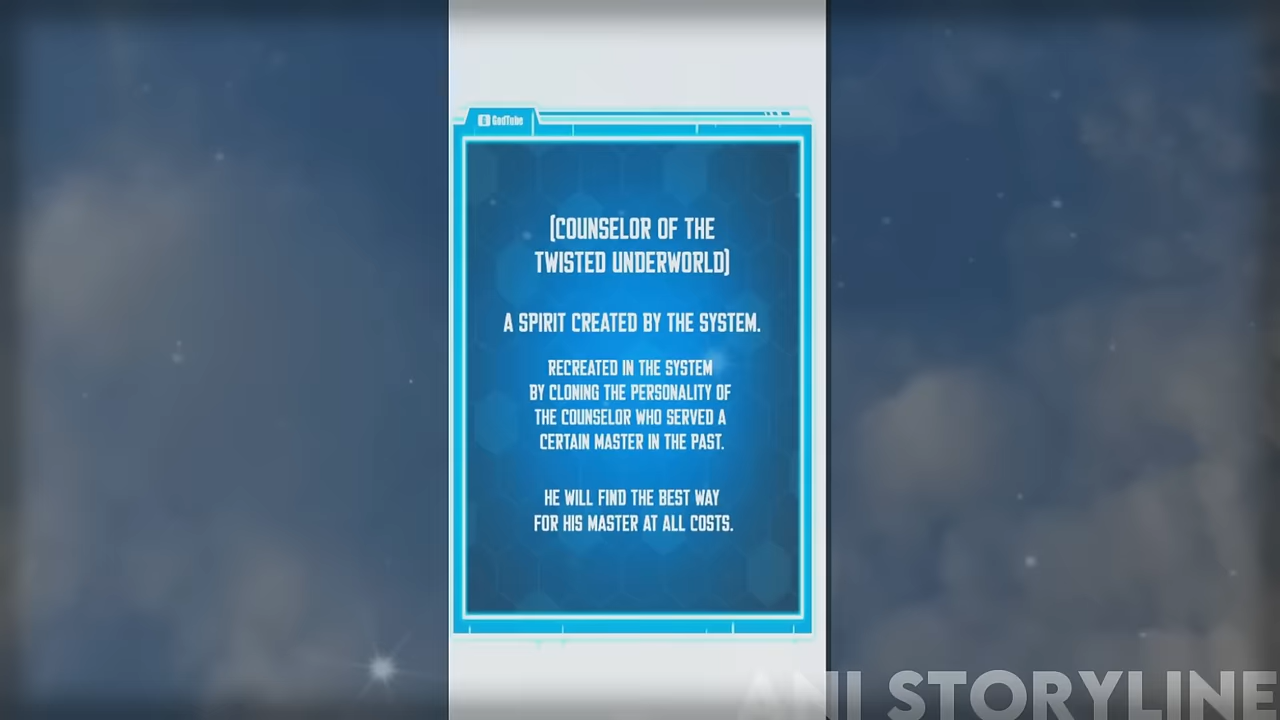 GodTube
[COUNSELOR OF THE
TWISTED UNDERWORLD]
A SPIRIT CREATED BY THE SYSTEM.
RECREATED IN THE SYSTEM
BY CLONING THE PERSONALITY OF
THE COUNSELOR WHO SERVED A
CERTAIN MASTER IN THE PAST.
HE WILL FIND THE BEST WAY
FOR HIS MASTER AT ALL COSTS.
ANI STORYLINE